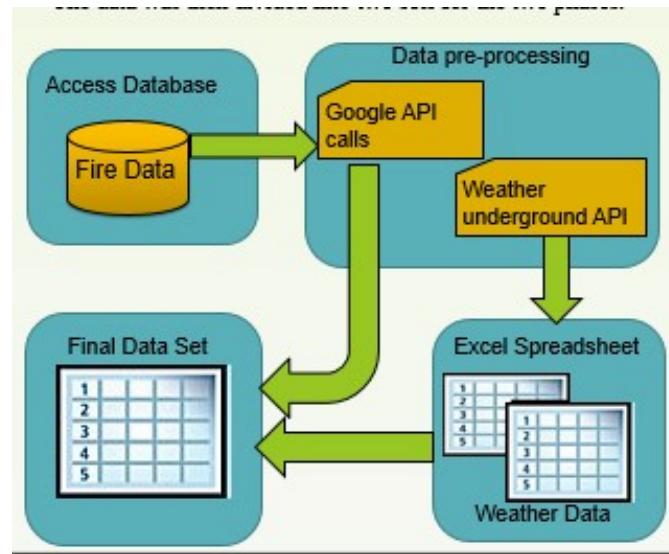 Data pre-processing
Access Database
Google API
calls
Fire Data
Weather
underground API
Final Data Set
1
2
3
4
5
Excel Spreadsheet
1
2
3
4
5
1
2
3
4
5
Weather Data